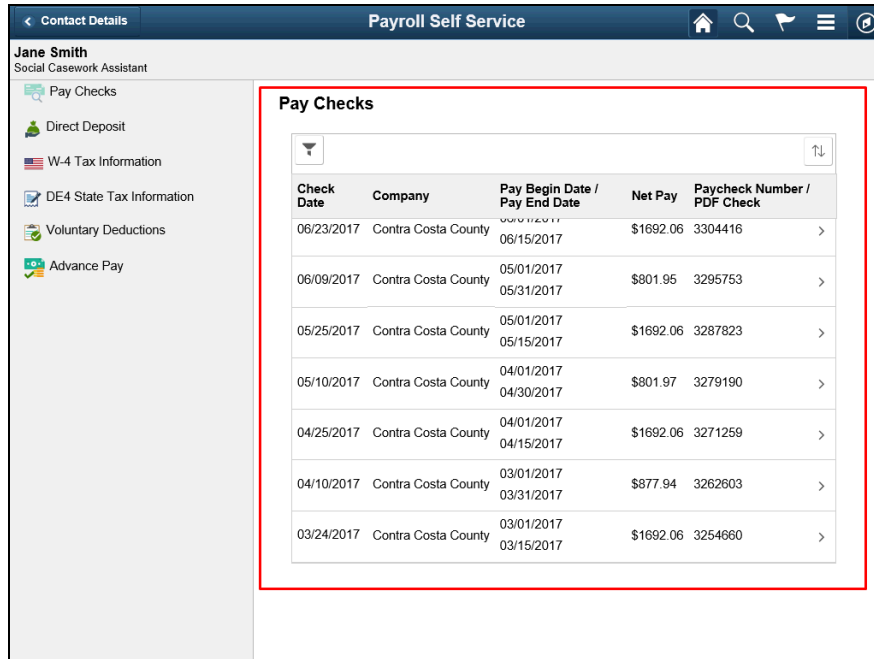 Contact Details
Payroll Self Service
Jane Smith
Social Casework Assistant
Pay Checks
Direct Deposit
W-4 Tax Information
DE4 State Tax Information
Voluntary Deductions
Advance Pay
Pay Checks
Check Date Company Pay Begin Date / Pay End Date Net Pay Paycheck Number / PDF Check
06/23/2017 Contra Costa County 06/15/2017 $1692.06 3304416
06/09/2017 Contra Costa County 05/01/2017 05/31/2017 $801.95 3295753
05/25/2017 Contra Costa County 05/01/2017 05/15/2017 $1692.06 3287823
05/10/2017 Contra Costa County 04/01/2017 04/30/2017 $801.97 3279190
04/25/2017 Contra Costa County 04/01/2017 04/15/2017 $1692.06 3271259
04/10/2017 Contra Costa County 03/01/2017 03/31/2017 $877.94 3262603
03/24/2017 Contra Costa County 03/01/2017 03/15/2017 $1692.06 3254660